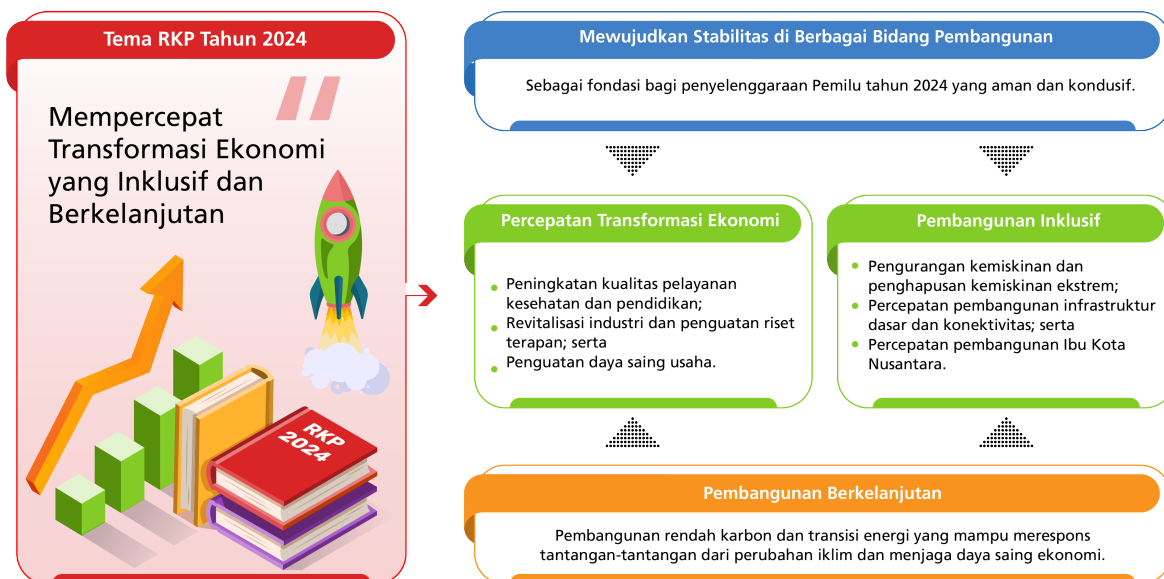 Tema RKP Tahun 2024
Mempercepat
Transformasi Ekonomi
yang Inklusif dan
Berkelanjutan
RKP
2024
Mewujudkan Stabilitas di Berbagai Bidang Pembangunan
Sebagai fondasi bagi penyelenggaraan Pemilu tahun 2024 yang aman dan kondusif.
Percepatan Transformasi Ekonomi
• Peningkatan kualitas pelayanan
kesehatan dan pendidikan;
• Revitalisasi industri dan penguatan riset
terapan; serta
• Penguatan daya saing usaha.
Pembangunan Inklusif
• Pengurangan kemiskinan dan
penghapusan kemiskinan ekstrem;
• Percepatan pembangunan infrastruktur
dasar dan konektivitas; serta
• Percepatan pembangunan Ibu Kota
Nusantara.
Pembangunan Berkelanjutan
Pembangunan rendah karbon dan transisi energi yang mampu merespons
tantangan-tantangan dari perubahan iklim dan menjaga daya saing ekonomi.